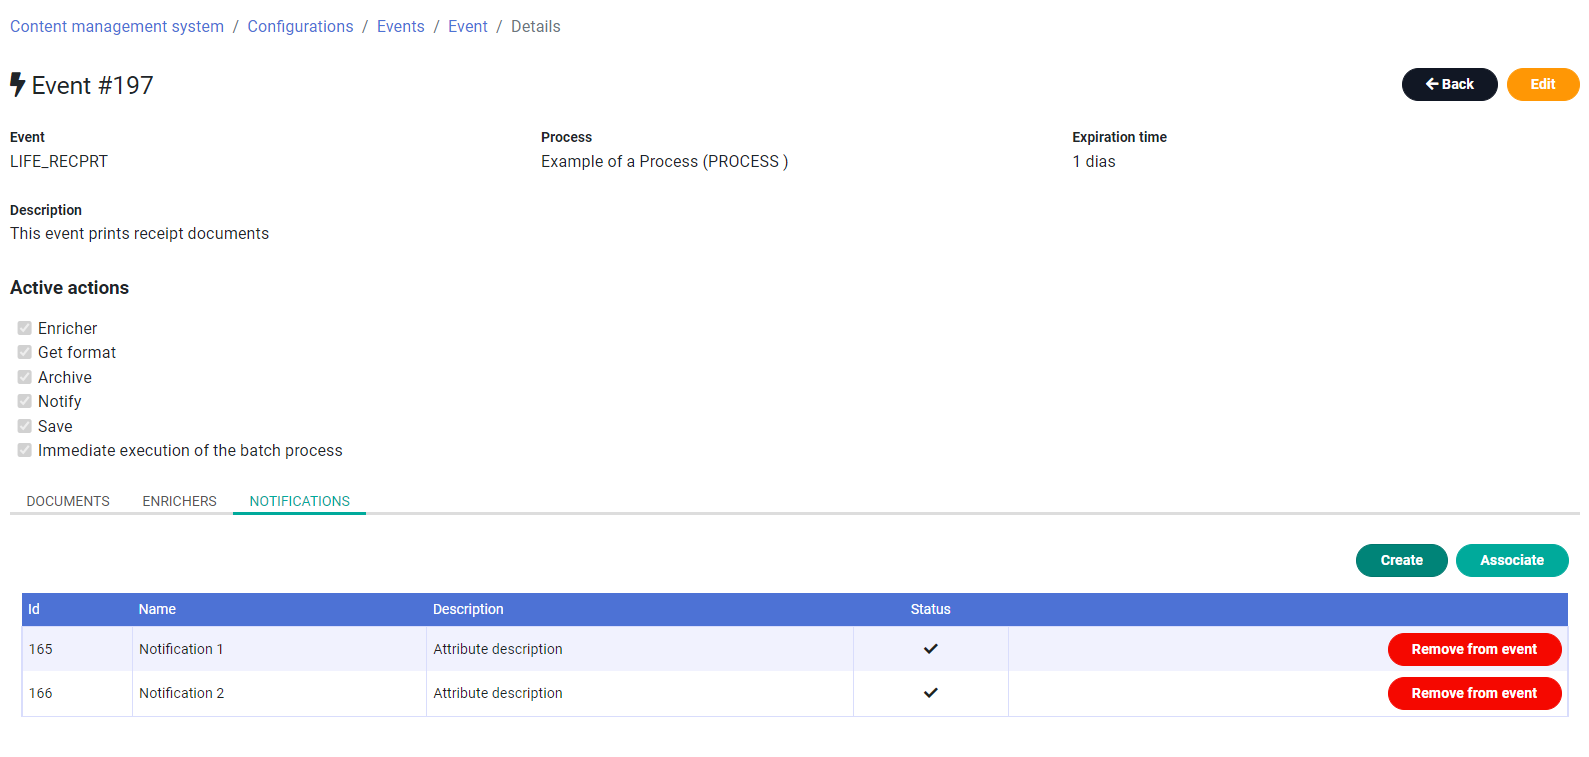 Content management system / Configurations / Events / Event / Details
Event #197
Back
Edit
Event
Process
Expiration time
LIFE_RECPRT
Example of a Process (PROCESS )
1 dias
Description
This event prints receipt documents
Active actions
Enricher
Get format
Archive
Notify
Save
Immediate execution of the batch process
DOCUMENTS ENRICHERS NOTIFICATIONS
Create Associate
Id Name Description Status
165 Notification 1 Attribute description Remove from event
166 Notification 2 Attribute description Remove from event